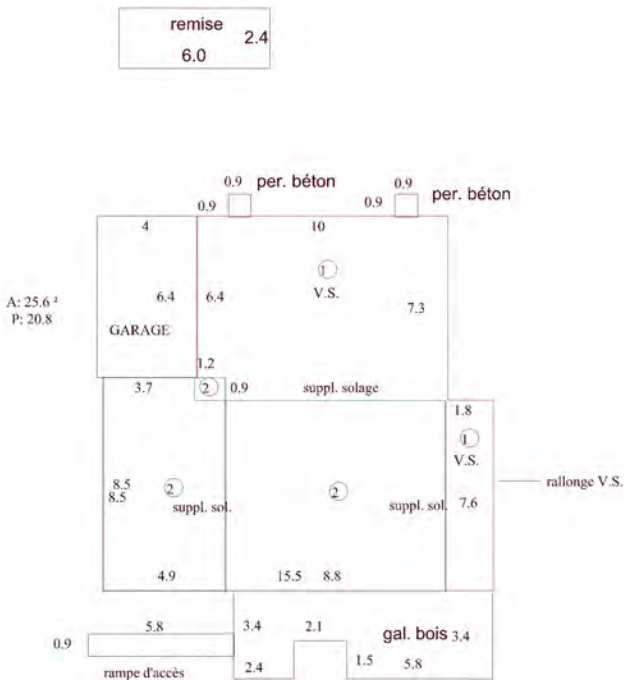 remise
2.4
6.0
0.9
per. béton
0.9
per. béton
0.9
0.9
4
10
1
V.S.
6.4
6.4
7.3
A: 25.6 ²
P: 20.8
GARAGE
1.2
3.7
2
0.9
suppl. solage
1.8
1
V.S.
8.5
8.5
2
suppl. sol.
2
suppl. sol.
7.6
rallonge V.S.
4.9
15.5
8.8
5.8
3.4
2.1
gal. bois
3.4
0.9
rampe d'accès
2.4
1.5
5.8